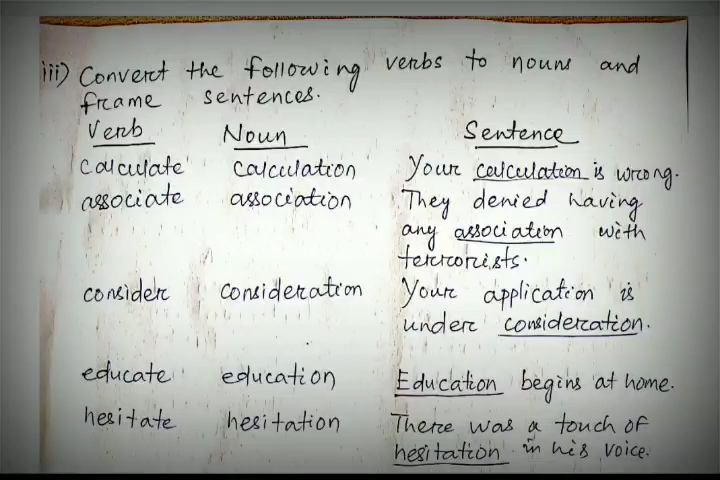 iii) Convert the following verbs to nouns and
frame sentences.
Verb Noun Sentence
calculate calculation Your calculation is wrong.
associate association They denied having
any association with
terrorists.
consider consideration Your application is
under consideration.
educate education Education begins at home.
hesitate hesitation There was a touch of
hesitation in his voice.